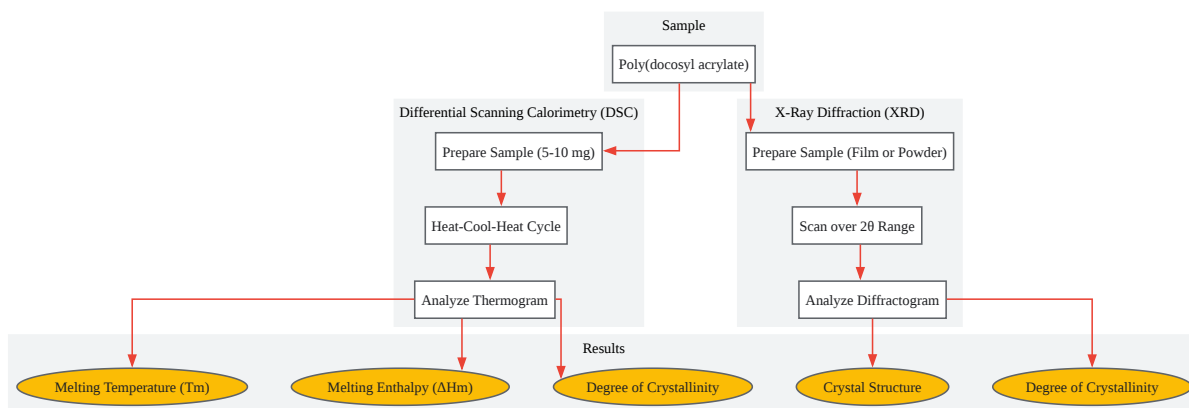 Sample
Poly(docosyl acrylate)
Differential Scanning Calorimetry (DSC)
X-Ray Diffraction (XRD)
Prepare Sample (5-10 mg)
Prepare Sample (Film or Powder)
Heat-Cool-Heat Cycle
Scan over 2θ Range
Analyze Thermogram
Analyze Diffractogram
Results
Melting Temperature (Tm)
Melting Enthalpy (ΔHm)
Degree of Crystallinity
Crystal Structure
Degree of Crystallinity